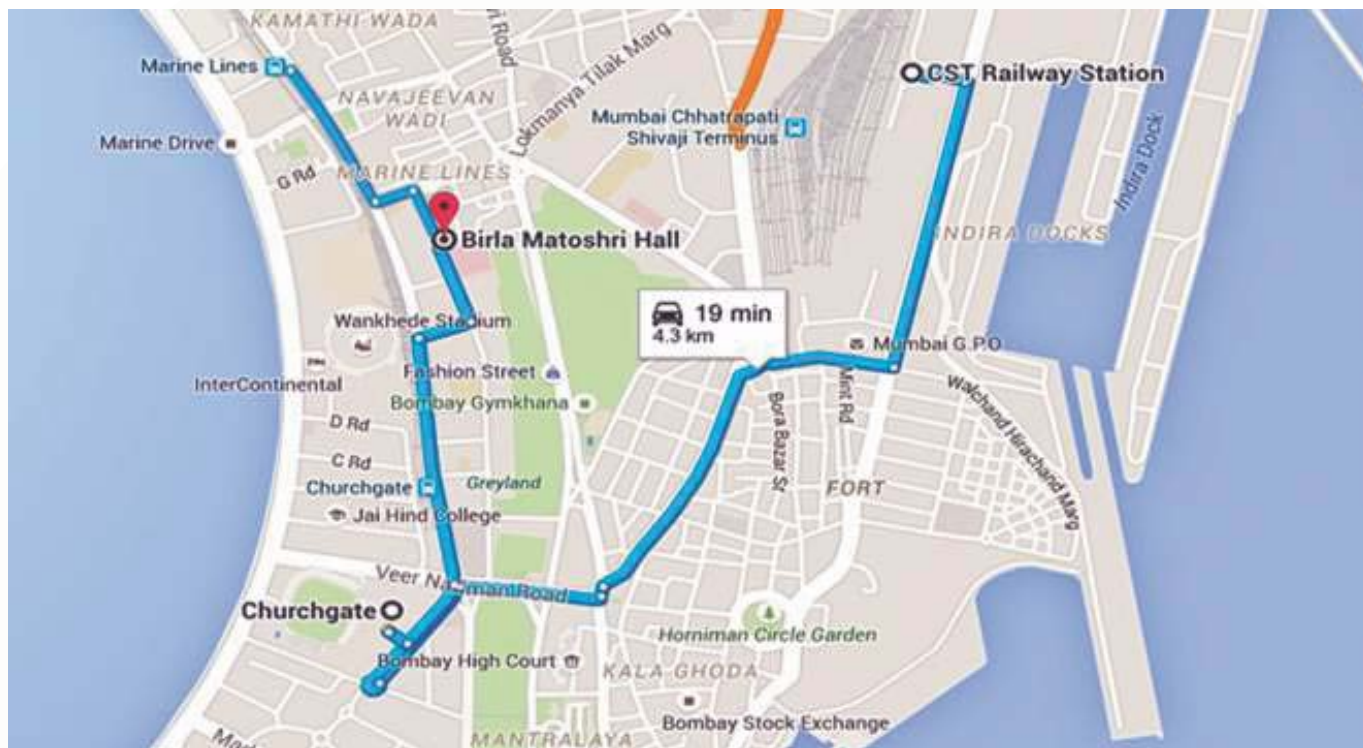 KAMATHI WADA
Marine Lines
Lokmanya Tilak Marg
CST Railway Station
NAVAJEEVAN
WADI
Mumbai Chhatrapati
Shivaji Terminus
Marine Drive
G Rd
MARINE LINES
Indira Dock
Indira Dock
Birla Matoshri Hall
INDIRA DOCKS
19 min
4.3 km
Wankhede Stadium
Mumbai G.P.O
Fashion Street
InterContinental
Bombay Gymkhana
Mint Rd
Bora Bazar Sr
Walchand Hirachand Marg
D Rd
C Rd
Churchgate
Greyland
FORT
Jai Hind College
Veer Nariman Road
Churchgate
Horniman Circle Garden
Bombay High Court
KALA GHODA
Bombay Stock Exchange
MANTRALAYA